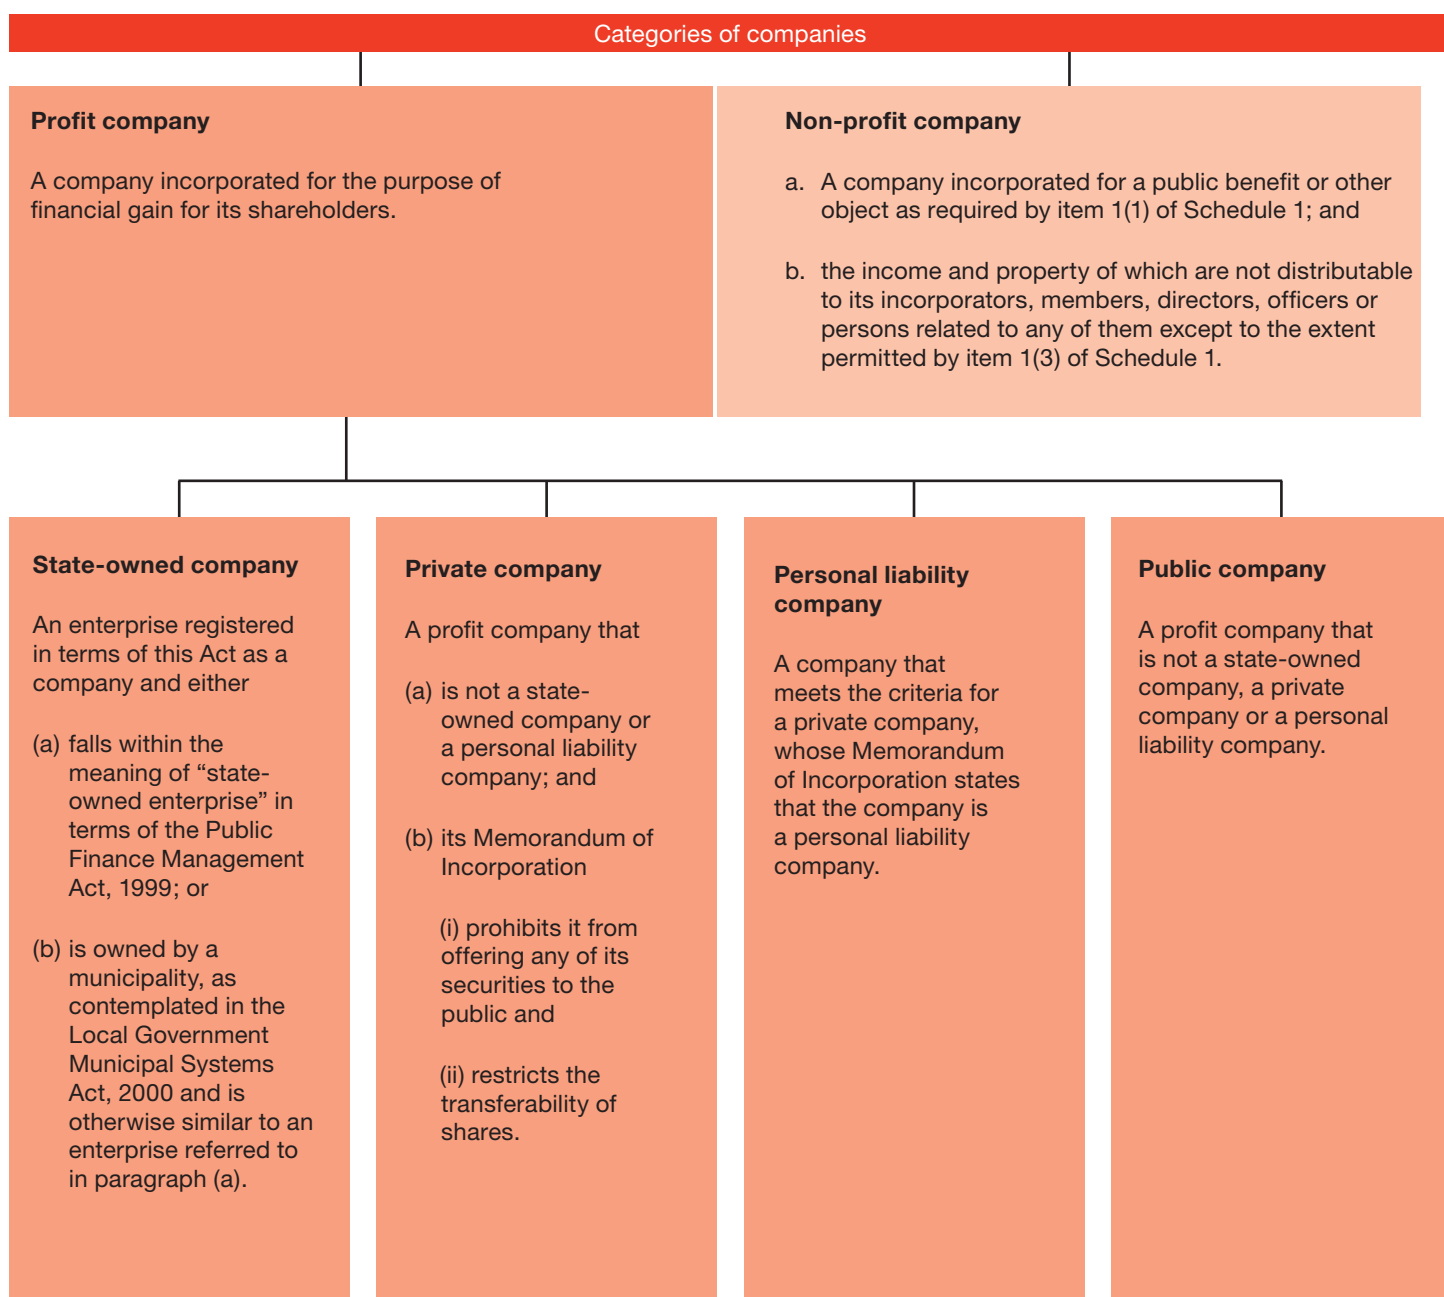 Categories of companies
Profit company
A company incorporated for the purpose of
financial gain for its shareholders.
Non-profit company
a. A company incorporated for a public benefit or other
object as required by item 1(1) of Schedule 1; and
b. the income and property of which are not distributable
to its incorporators, members, directors, officers or
persons related to any of them except to the extent
permitted by item 1(3) of Schedule 1.
State-owned company
An enterprise registered
in terms of this Act as a
company and either
(a) falls within the
meaning of “state-
owned enterprise” in
terms of the Public
Finance Management
Act, 1999; or
(b) is owned by a
municipality, as
contemplated in the
Local Government
Municipal Systems
Act, 2000 and is
otherwise similar to an
enterprise referred to
in paragraph (a).
Private company
A profit company that
(a) is not a state-
owned company or
a personal liability
company; and
(b) its Memorandum of
Incorporation
(i) prohibits it from
offering any of its
securities to the
public and
(ii) restricts the
transferability of
shares.
Personal liability
company
A company that
meets the criteria for
a private company,
whose Memorandum
of Incorporation states
that the company is
a personal liability
company.
Public company
A profit company that
is not a state-owned
company, a private
company or a personal
liability company.